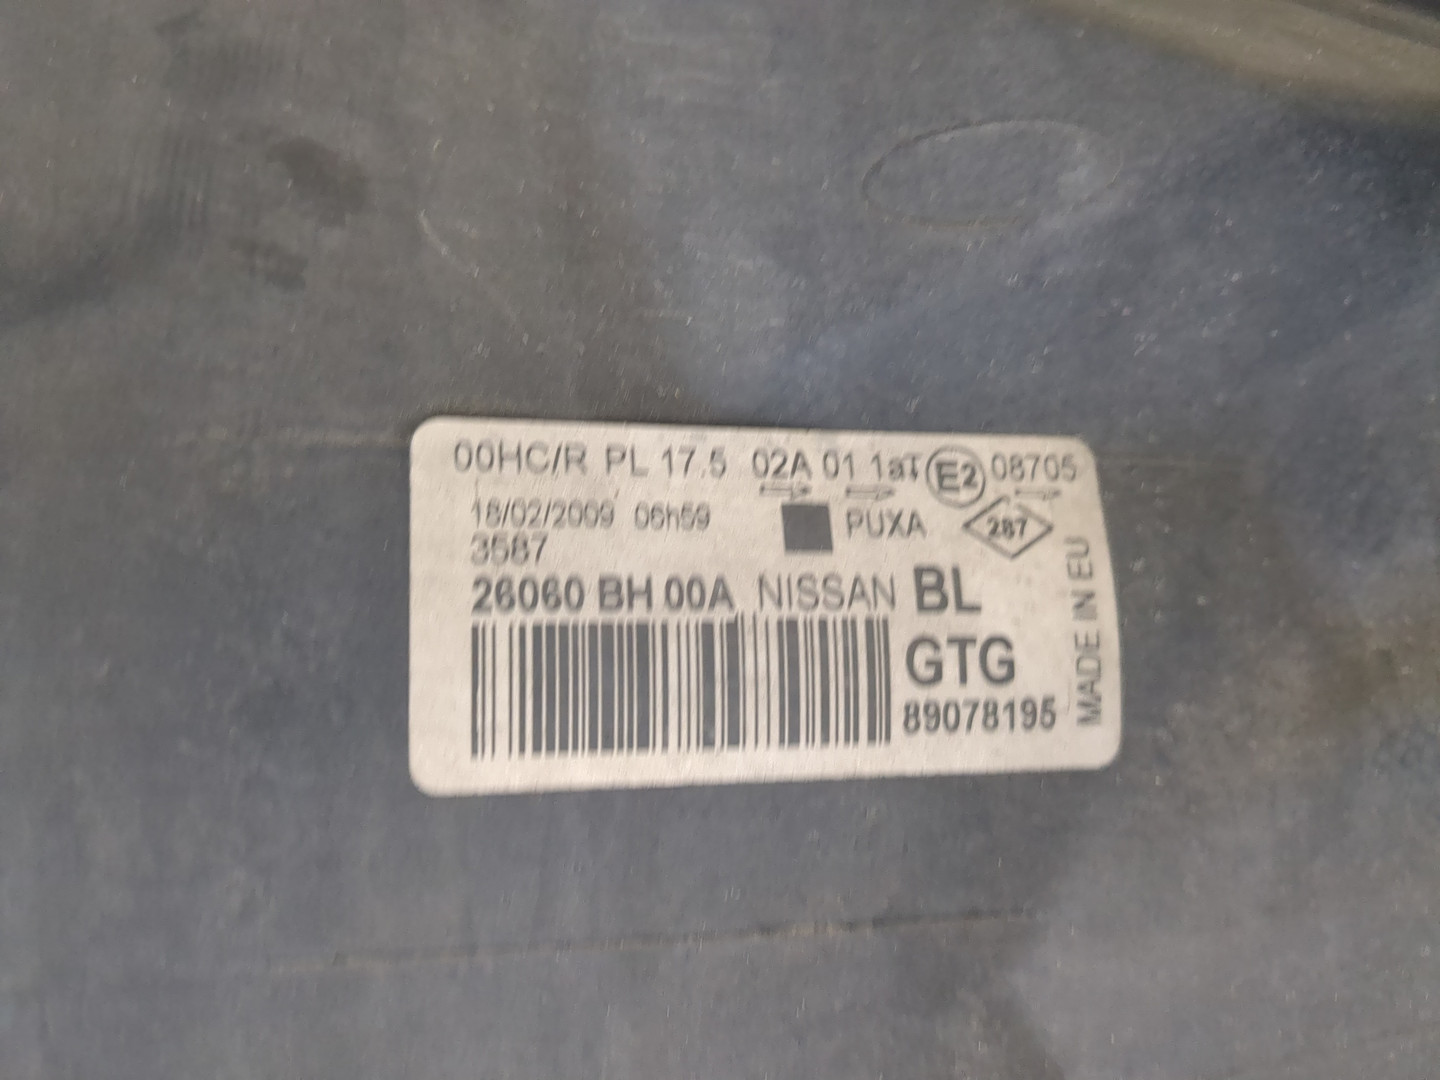 00HC/R PL 17.5 02A 01 1aT E2 08705
18/02/2009 06h59 PUXA 287
3587
26060 BH 00A NISSAN BL
GTG
89078195
MADE IN EU